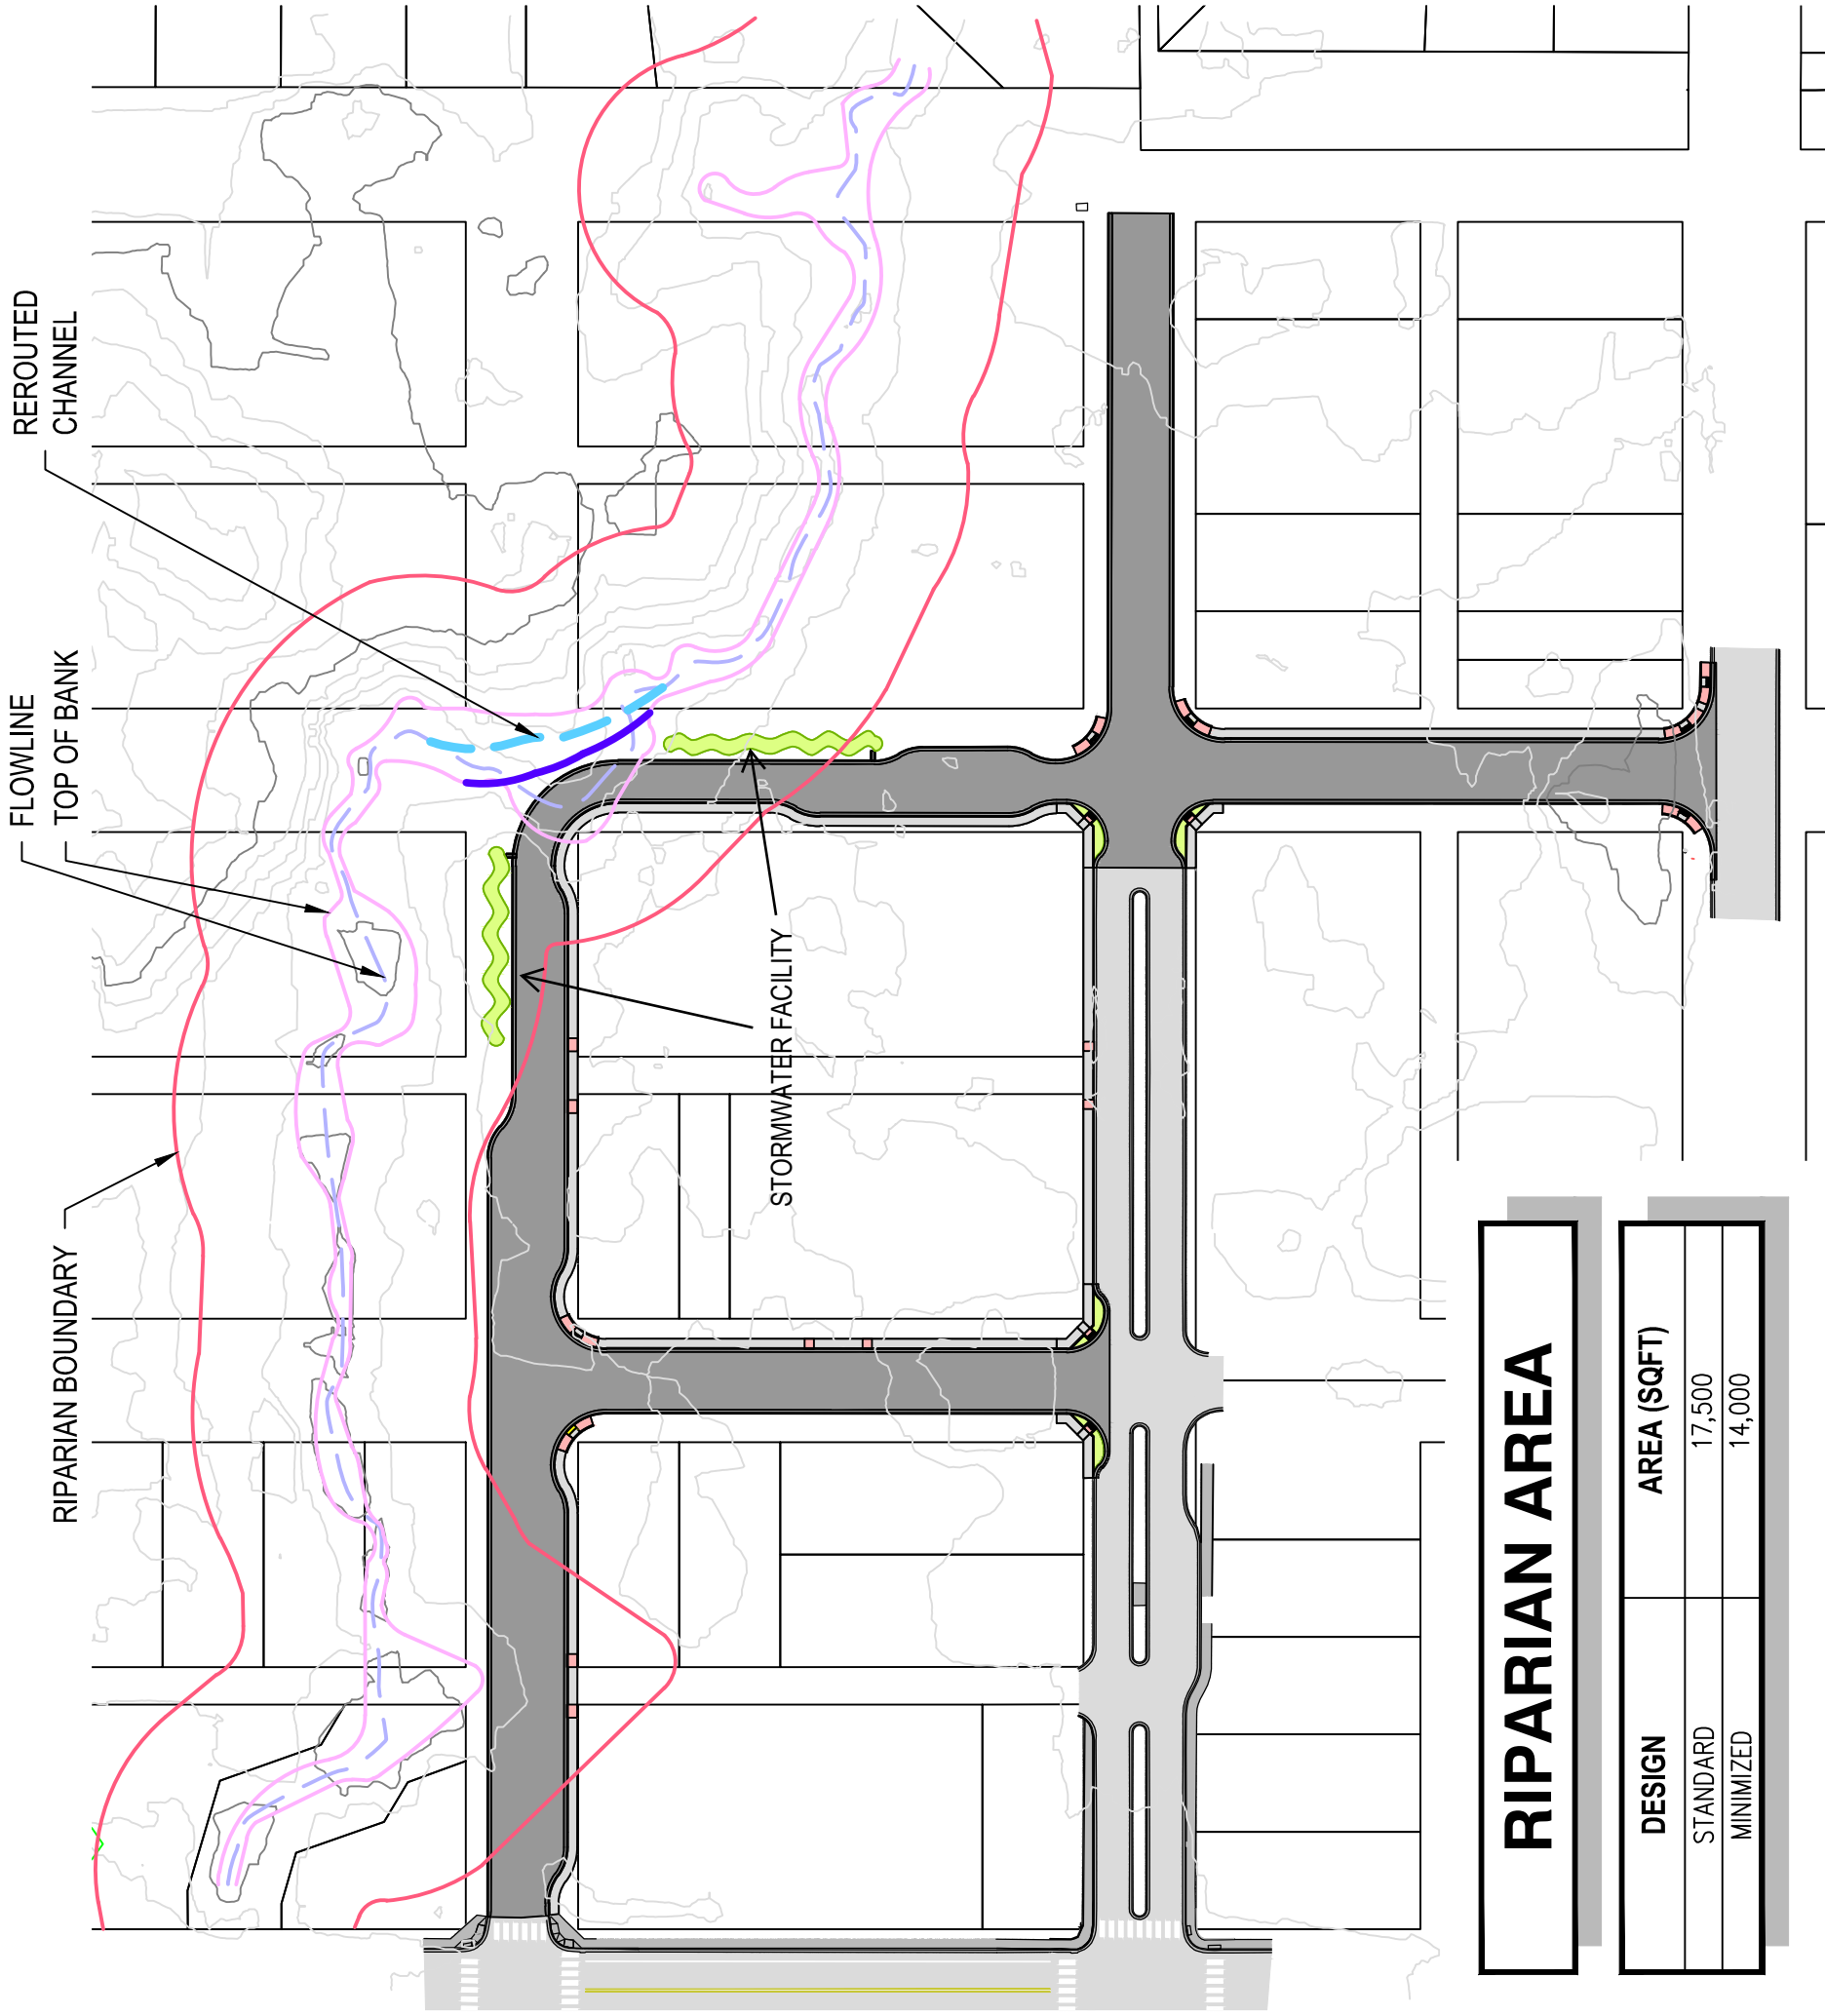 RIPARIAN BOUNDARY
FLOWLINE
TOP OF BANK
REROUTED
CHANNEL
STORMWATER FACILITY
RIPARIAN AREA
DESIGN AREA (SQFT)
STANDARD 17,500
MINIMIZED 14,000